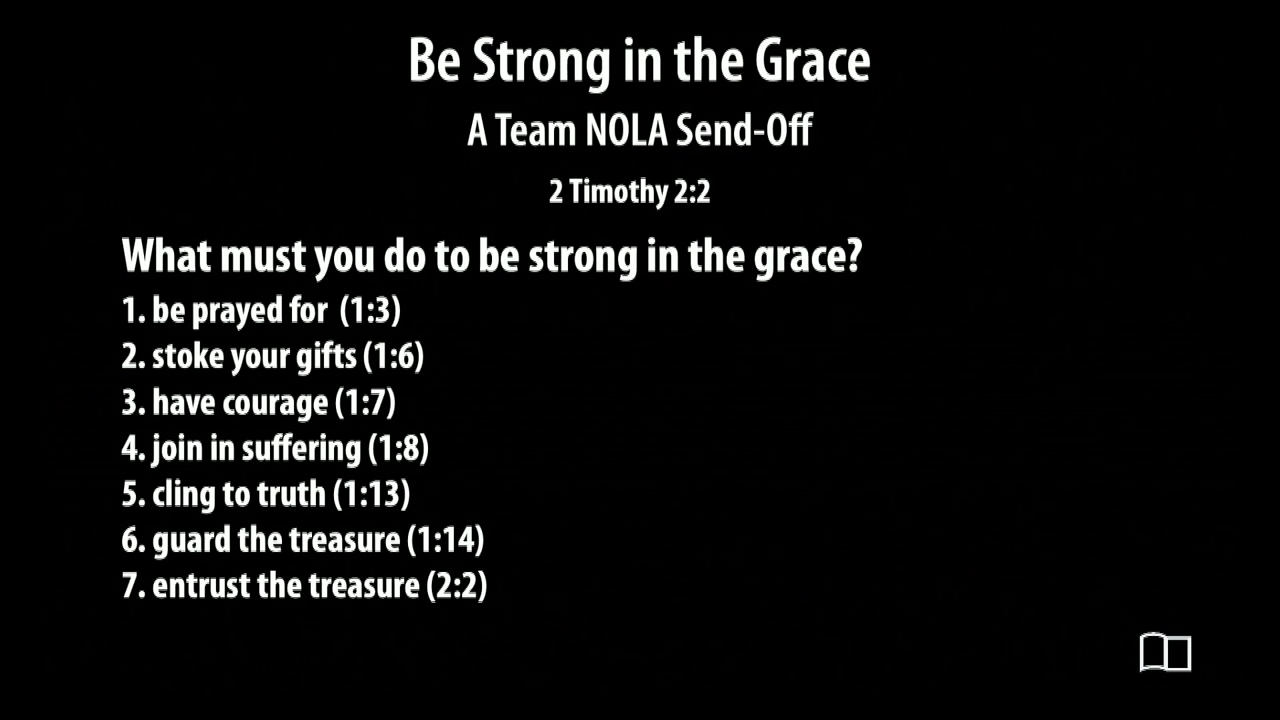 Be Strong in the Grace
A Team NOLA Send-Off
2 Timothy 2:2
What must you do to be strong in the grace?
1. be prayed for (1:3)
2. stoke your gifts (1:6)
3. have courage (1:7)
4. join in suffering (1:8)
5. cling to truth (1:13)
6. guard the treasure (1:14)
7. entrust the treasure (2:2)